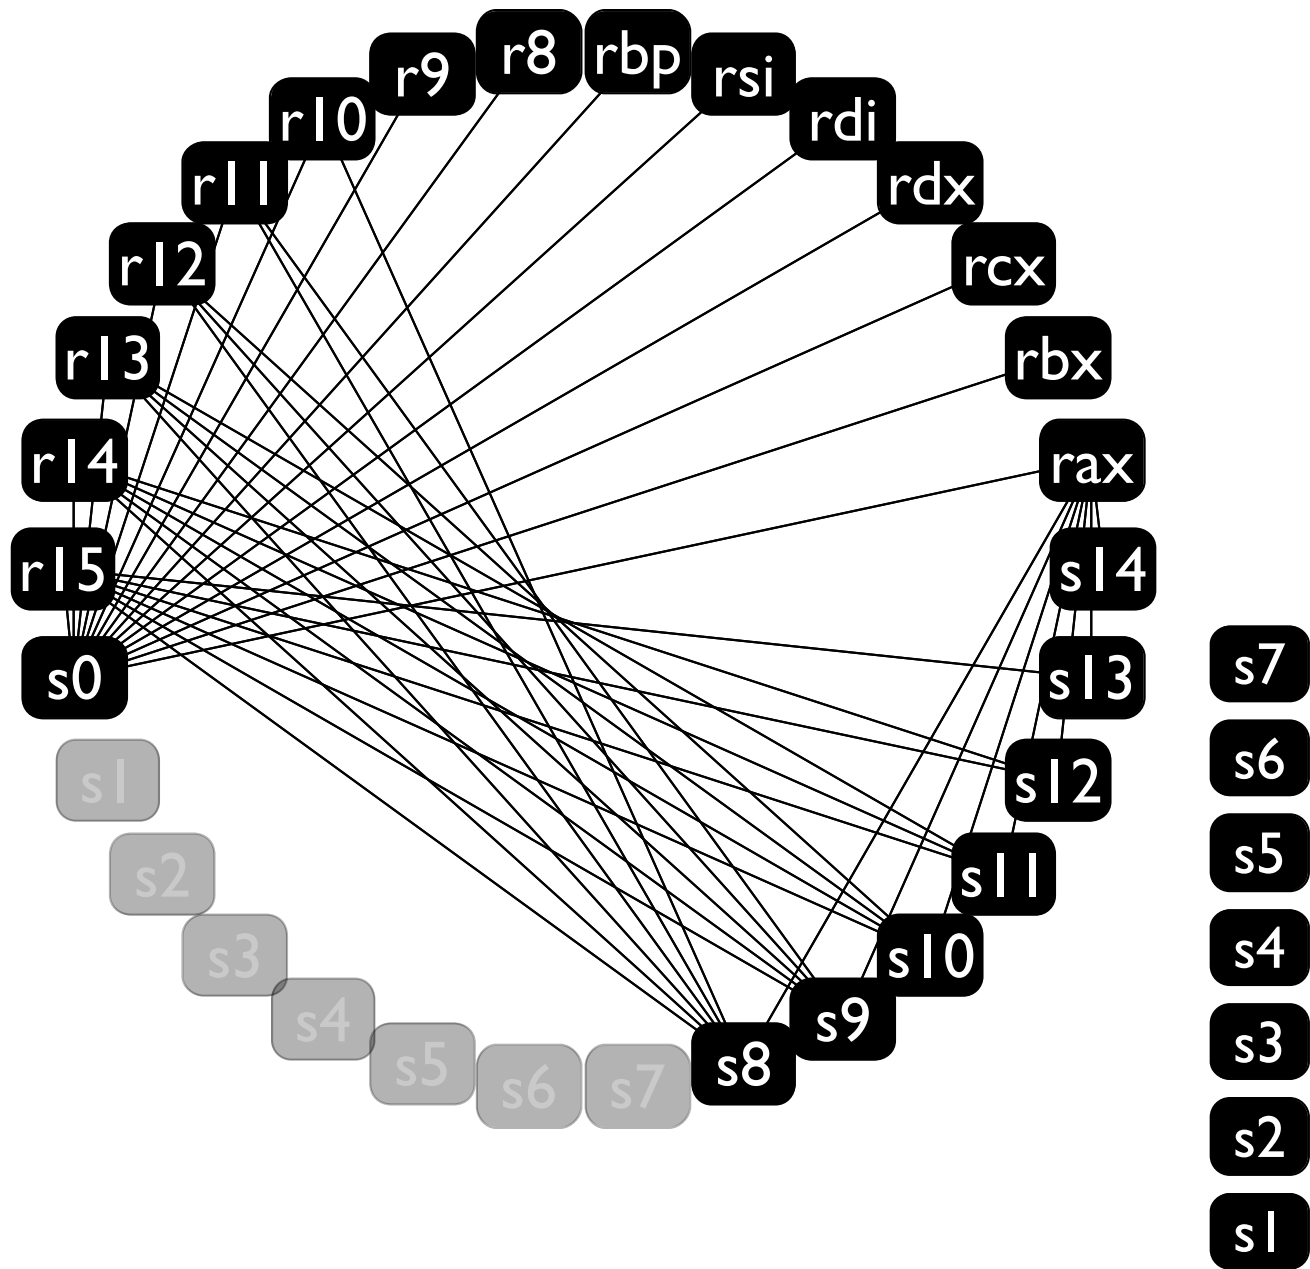 rbp
r8
rsi
r9
rdi
r10
rdx
r11
rcx
r12
rbx
r13
rax
r14
s14
r15
s13
s0
s12
s1
s11
s2
s10
s3
s9
s4
s8
s5
s6
s7
s7
s6
s5
s4
s3
s2
s1